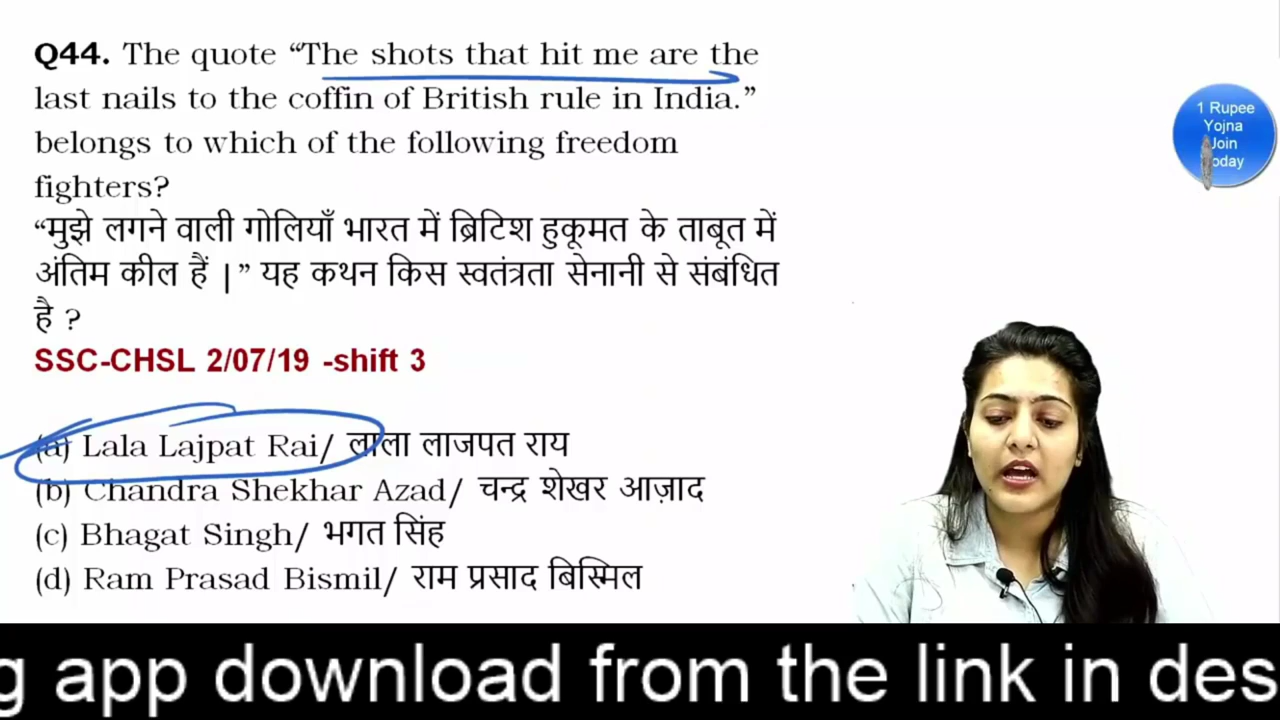 Q44. The quote “The shots that hit me are the
last nails to the coffin of British rule in India.”
belongs to which of the following freedom
fighters?
“मुझे लगने वाली गोलियाँ भारत में ब्रिटिश हुकूमत के ताबूत में
अंतिम कील हैं |” यह कथन किस स्वतंत्रता सेनानी से संबंधित
है ?
SSC-CHSL 2/07/19 -shift 3
(a) Lala Lajpat Rai/ लाला लाजपत राय
(b) Chandra Shekhar Azad/ चन्द्र शेखर आज़ाद
(c) Bhagat Singh/ भगत सिंह
(d) Ram Prasad Bismil/ राम प्रसाद बिस्मिल
1 Rupee
Yojna
Join
oday
g app download from the link in des